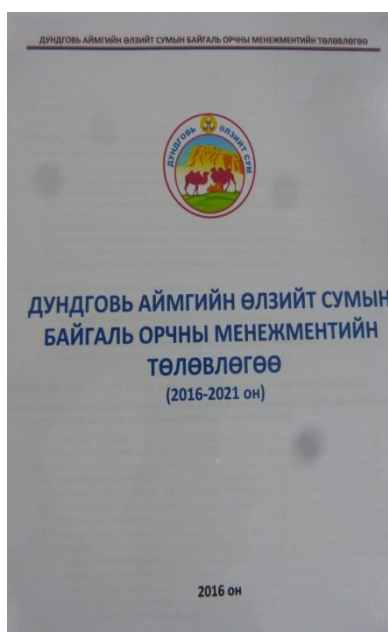 ДУНДГОВЬ АЙМГИЙН ӨЛЗИЙТ СУМЫН БАЙГАЛЬ ОРЧНЫ МЕНЕЖМЕНТИЙН ТӨЛӨВЛӨГӨӨ
ДУНДГОВЬ ӨЛЗИЙТ СУМ
ДУНДГОВЬ АЙМГИЙН ӨЛЗИЙТ СУМЫН
БАЙГАЛЬ ОРЧНЫ МЕНЕЖМЕНТИЙН
ТӨЛӨВЛӨГӨӨ
(2016-2021 он)
2016 он